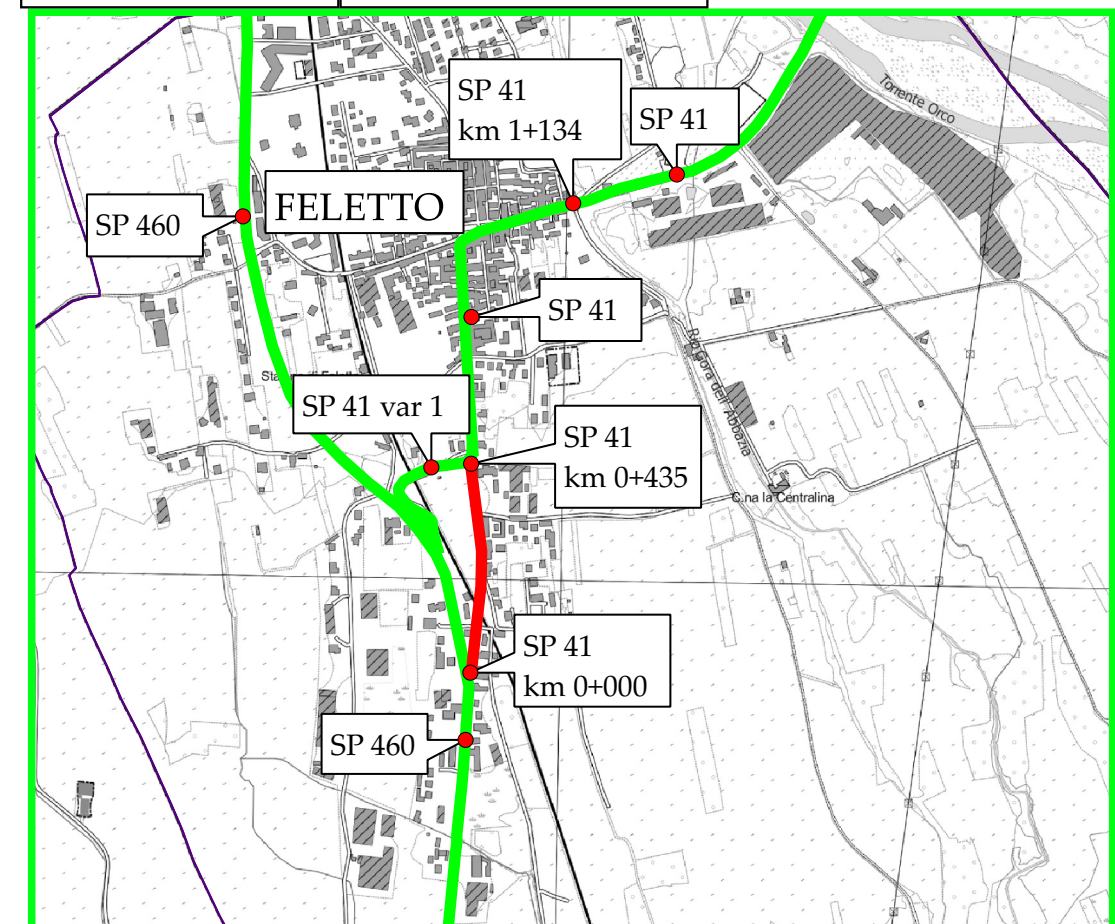 SP 41
km 1+134
SP 41
Torrente Orco
SP 460
FELETTO
SP 41
Rio Gora dell'Abbazia
SP 41 var 1
SP 41
km 0+435
C.na la Centralina
SP 41
km 0+000
SP 460